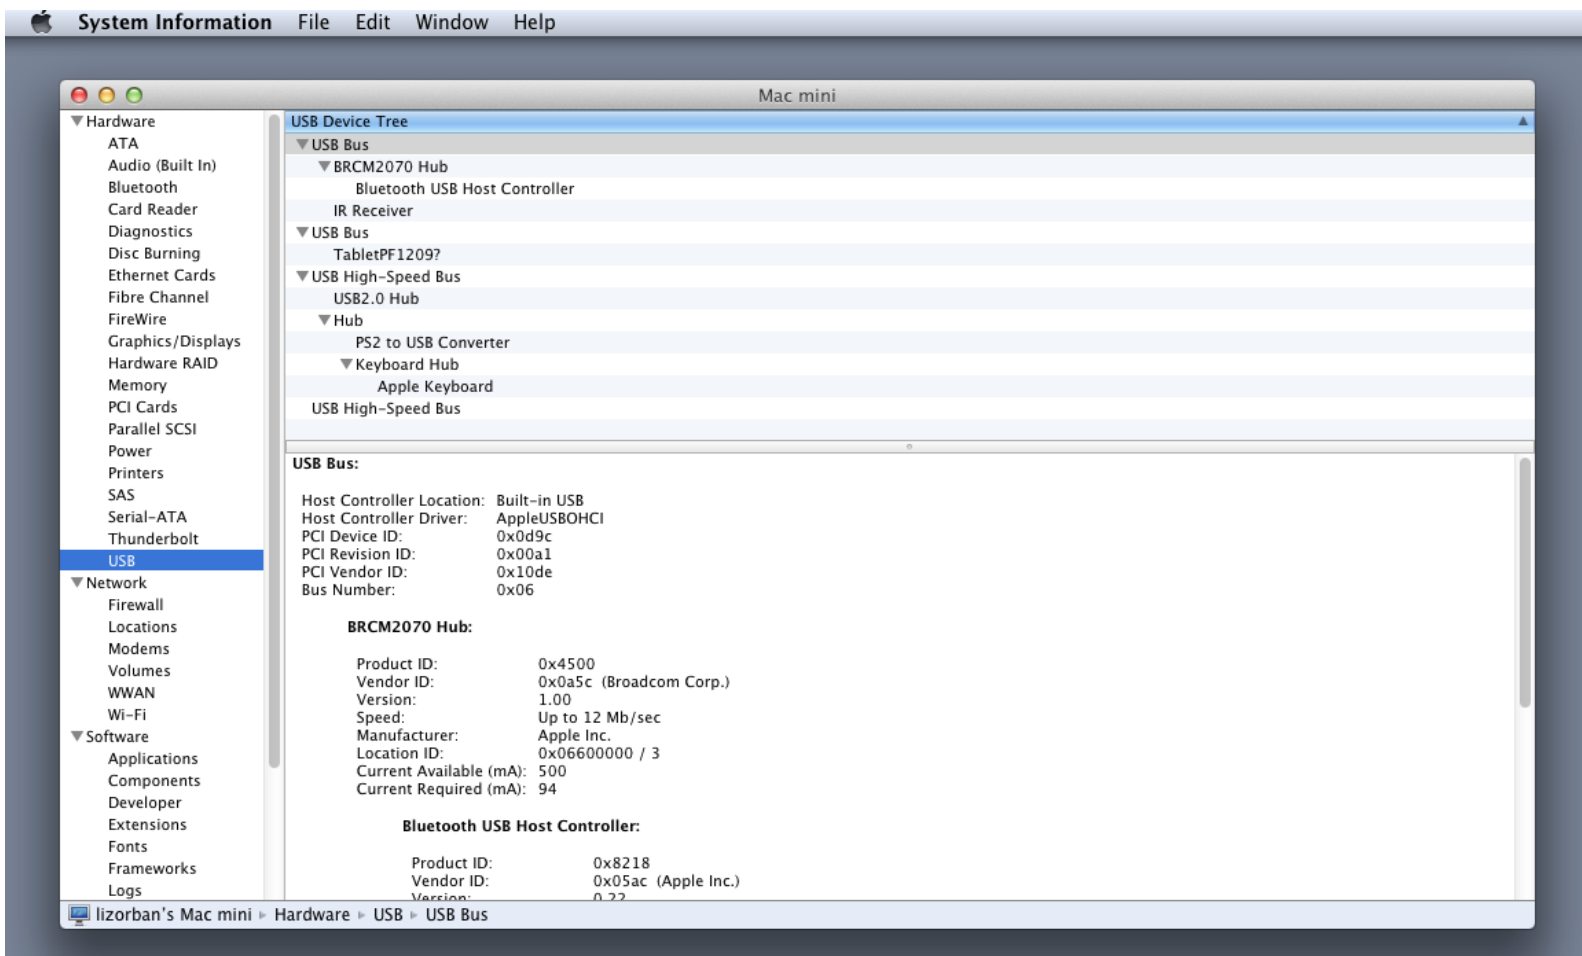 System Information File Edit Window Help
Mac mini
Hardware
ATA
Audio (Built In)
Bluetooth
Card Reader
Diagnostics
Disc Burning
Ethernet Cards
Fibre Channel
FireWire
Graphics/Displays
Hardware RAID
Memory
PCI Cards
Parallel SCSI
Power
Printers
SAS
Serial-ATA
Thunderbolt
USB
Network
Firewall
Locations
Modems
Volumes
WWAN
Wi-Fi
Software
Applications
Components
Developer
Extensions
Fonts
Frameworks
Logs
USB Device Tree
USB Bus
BRCM2070 Hub
Bluetooth USB Host Controller
IR Receiver
USB Bus
TabletPF1209?
USB High-Speed Bus
USB2.0 Hub
Hub
PS2 to USB Converter
Keyboard Hub
Apple Keyboard
USB High-Speed Bus
USB Bus:
Host Controller Location: Built-in USB
Host Controller Driver: AppleUSBOHCI
PCI Device ID: 0x0d9c
PCI Revision ID: 0x00a1
PCI Vendor ID: 0x10de
Bus Number: 0x06
BRCM2070 Hub:
Product ID: 0x4500
Vendor ID: 0x0a5c (Broadcom Corp.)
Version: 1.00
Speed: Up to 12 Mb/sec
Manufacturer: Apple Inc.
Location ID: 0x06600000 / 3
Current Available (mA): 500
Current Required (mA): 94
Bluetooth USB Host Controller:
Product ID: 0x8218
Vendor ID: 0x05ac (Apple Inc.)
Version: 0.22
lizorban's Mac mini ▸ Hardware ▸ USB ▸ USB Bus